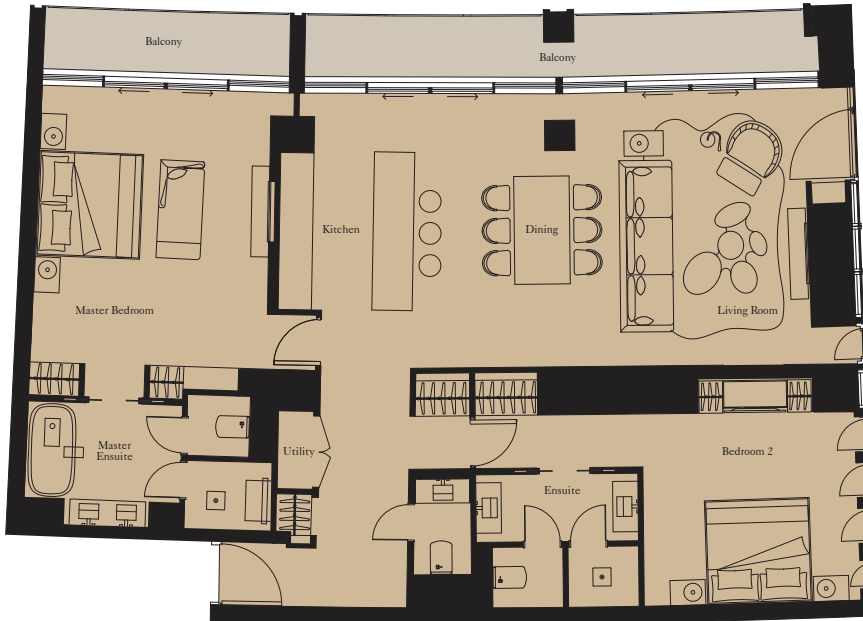 Balcony
Balcony
Kitchen
Dining
Master Bedroom
Living Room
Master
Ensuite
Utility
Bedroom 2
Ensuite